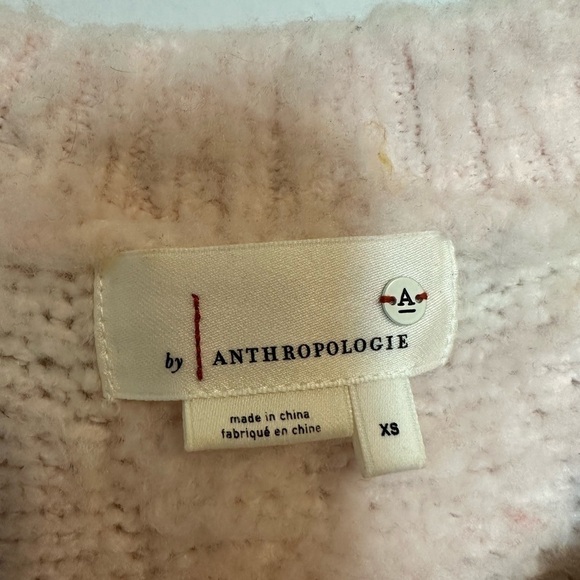 A
by ANTHROPOLOGIE
made in china
fabriqué en chine
XS